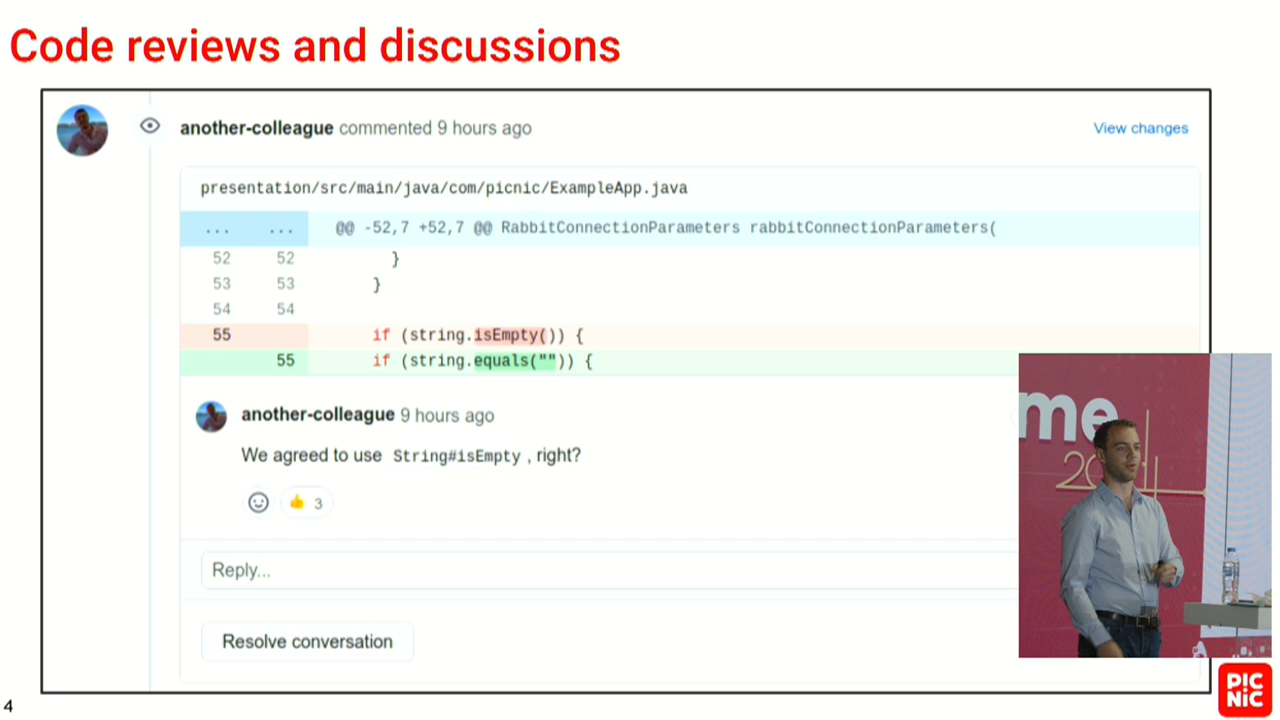 Code reviews and discussions
another-colleague commented 9 hours ago
View changes
presentation/src/main/java/com/picnic/ExampleApp.java
... ... @@ -52,7 +52,7 @@ RabbitConnectionParameters rabbitConnectionParameters(
52 52 }
53 53 }
54 54
55 if (string.isEmpty()) {
55 if (string.equals("")) {
another-colleague 9 hours ago
We agreed to use String#isEmpty , right?
👍 3
Reply...
Resolve conversation
me
PIC
NIC
4